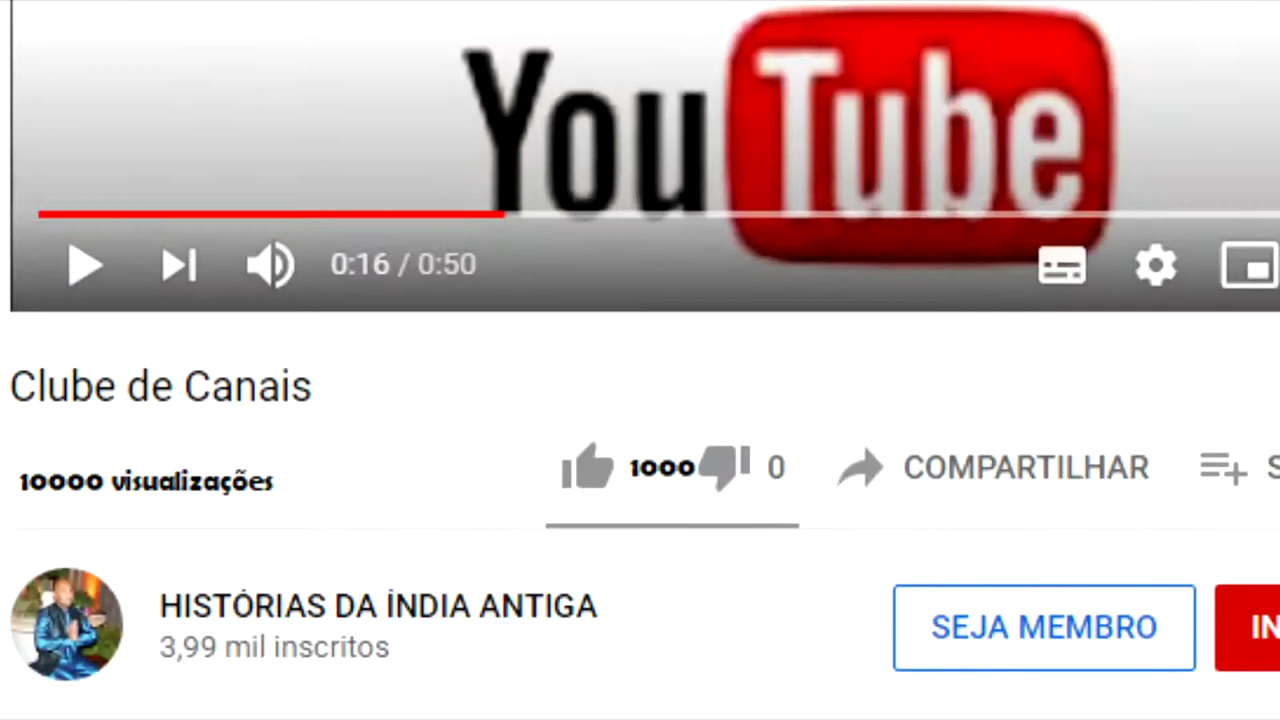 YouTube
0:16 / 0:50
Clube de Canais
10000 visualizações
1000 0 COMPARTILHAR S
HISTÓRIAS DA ÍNDIA ANTIGA
3,99 mil inscritos
SEJA MEMBRO IN